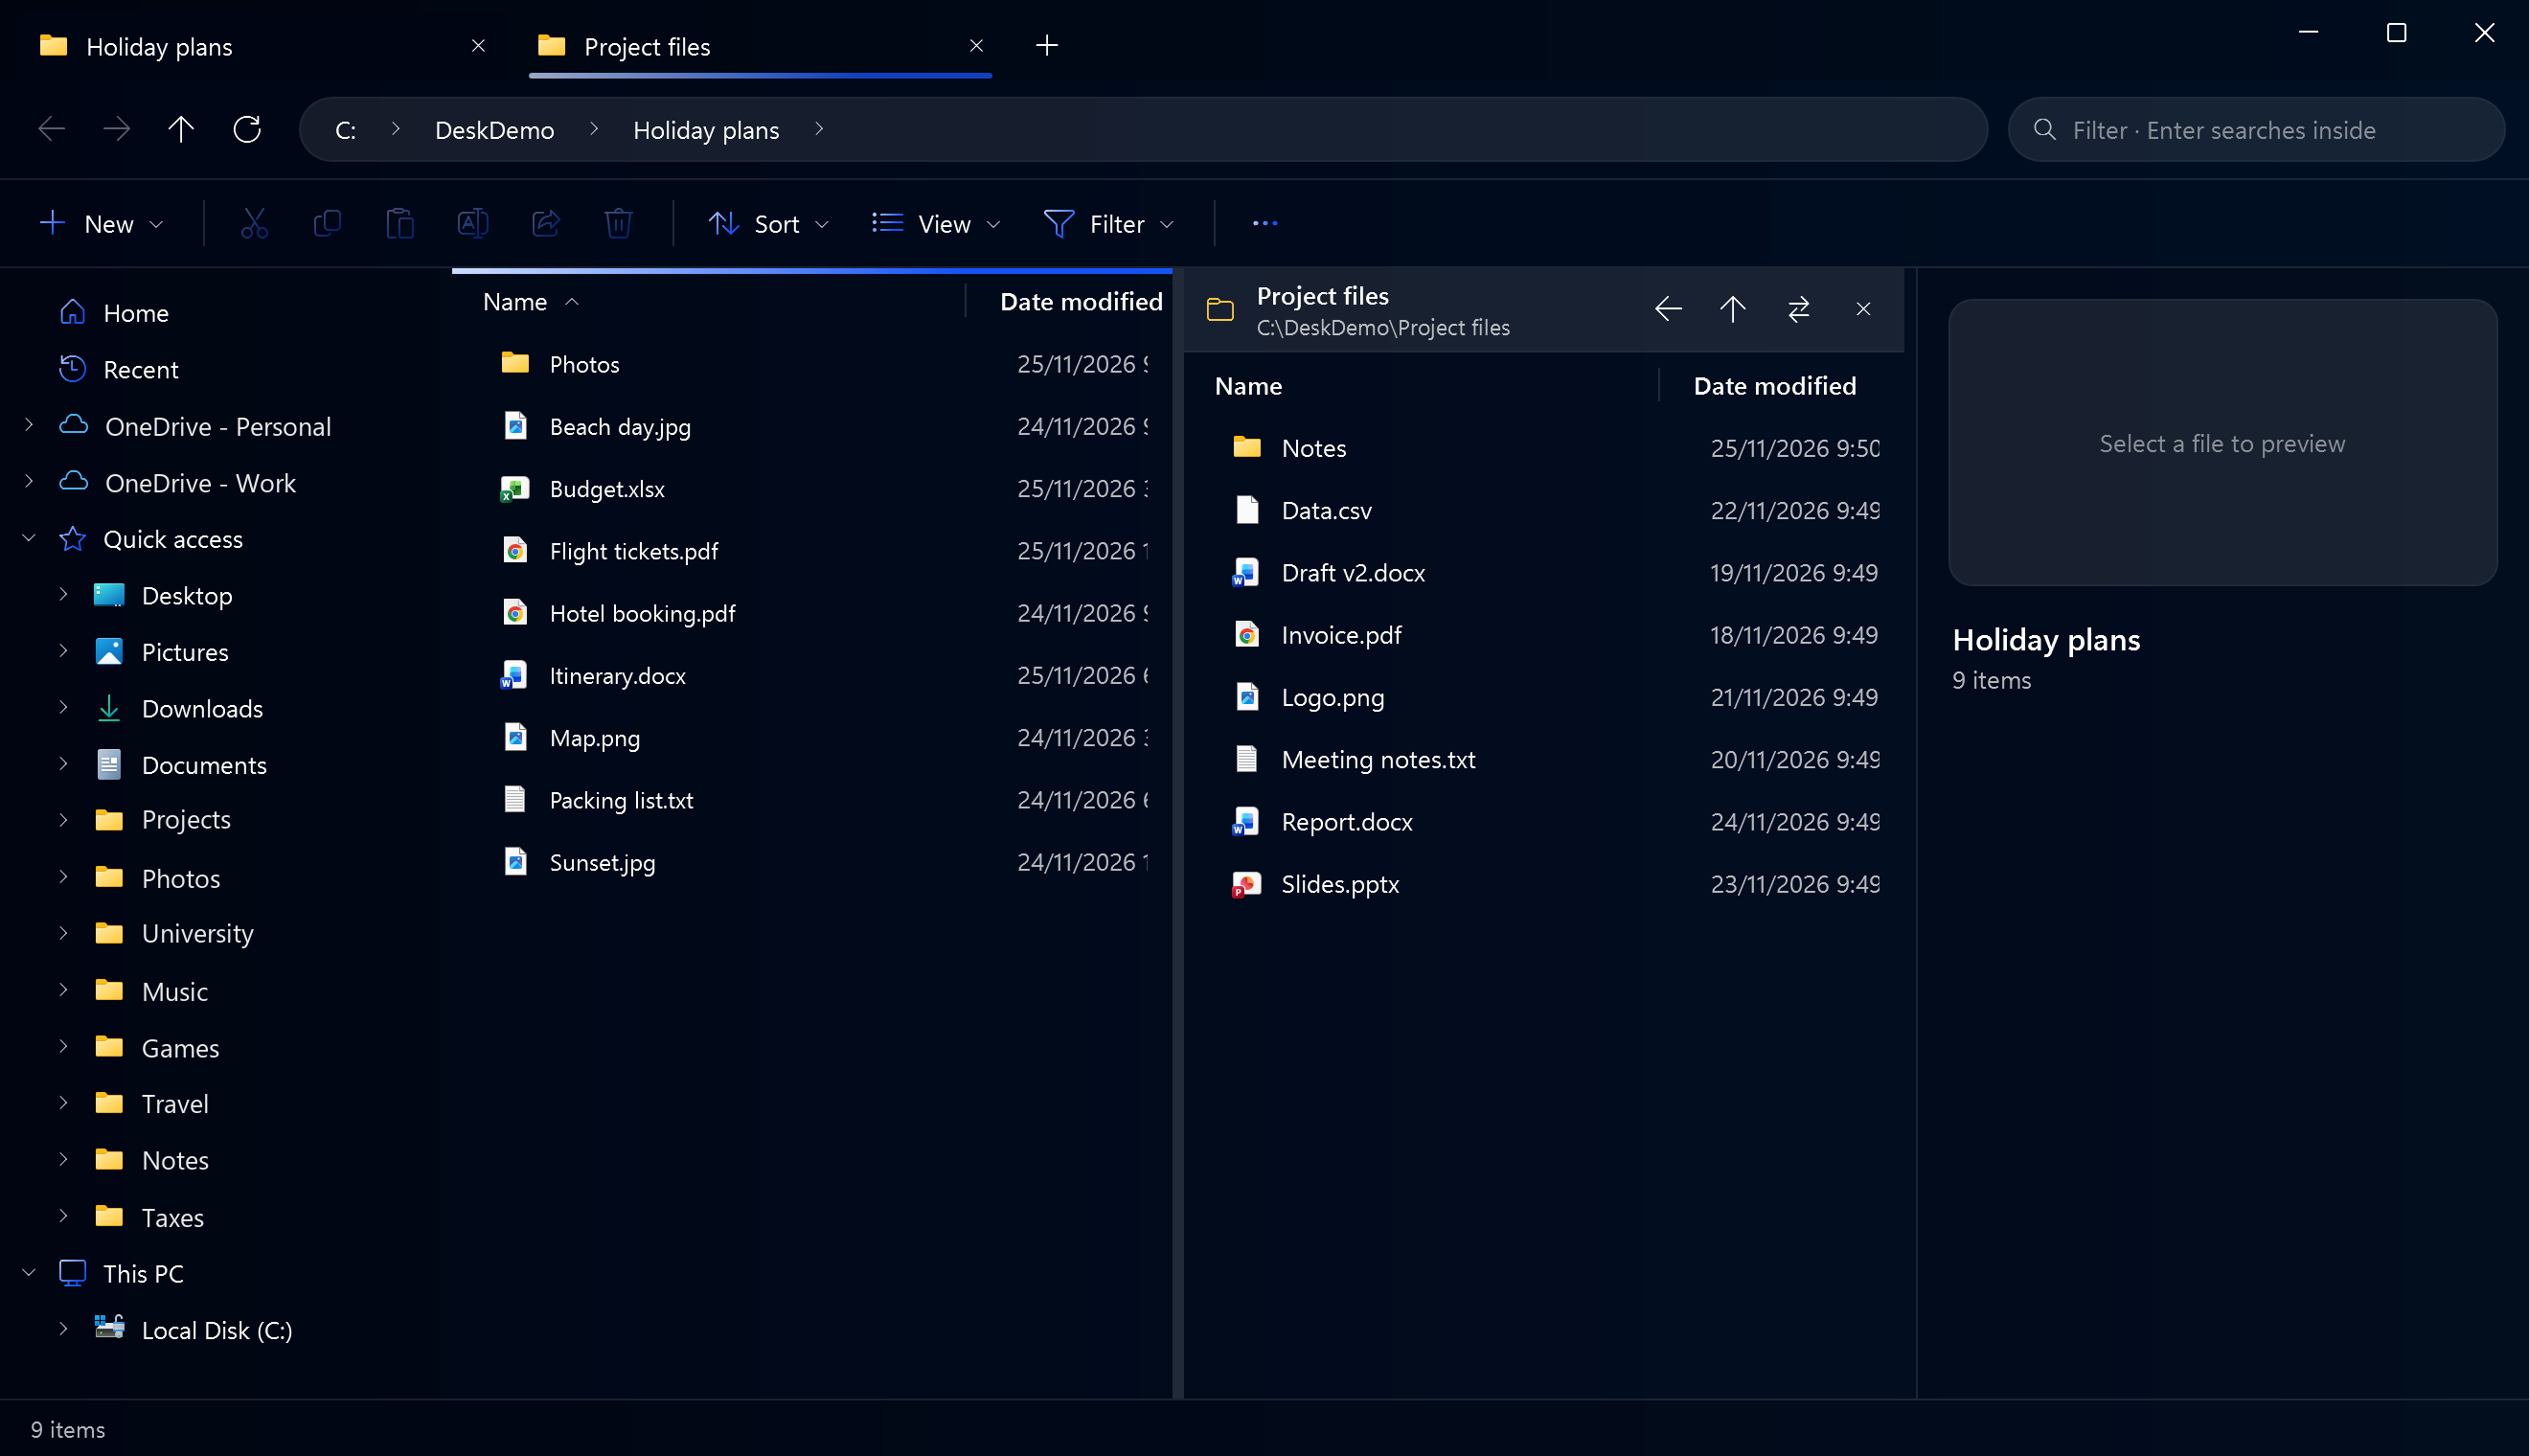 Holiday plans
Project files
C:
DeskDemo
Holiday plans
Filter · Enter searches inside
New
Sort
View
Filter
Home
Recent
OneDrive - Personal
OneDrive - Work
Quick access
Desktop
Pictures
Downloads
Documents
Projects
Photos
University
Music
Games
Travel
Notes
Taxes
This PC
Local Disk (C:)
Name Date modified
Photos 25/11/2026
Beach day.jpg 24/11/2026
Budget.xlsx 25/11/2026
Flight tickets.pdf 25/11/2026
Hotel booking.pdf 24/11/2026
Itinerary.docx 25/11/2026
Map.png 24/11/2026
Packing list.txt 24/11/2026
Sunset.jpg 24/11/2026
Project files
C:\DeskDemo\Project files
Name Date modified
Notes 25/11/2026 9:50
Data.csv 22/11/2026 9:49
Draft v2.docx 19/11/2026 9:49
Invoice.pdf 18/11/2026 9:49
Logo.png 21/11/2026 9:49
Meeting notes.txt 20/11/2026 9:49
Report.docx 24/11/2026 9:49
Slides.pptx 23/11/2026 9:49
Select a file to preview
Holiday plans
9 items
9 items